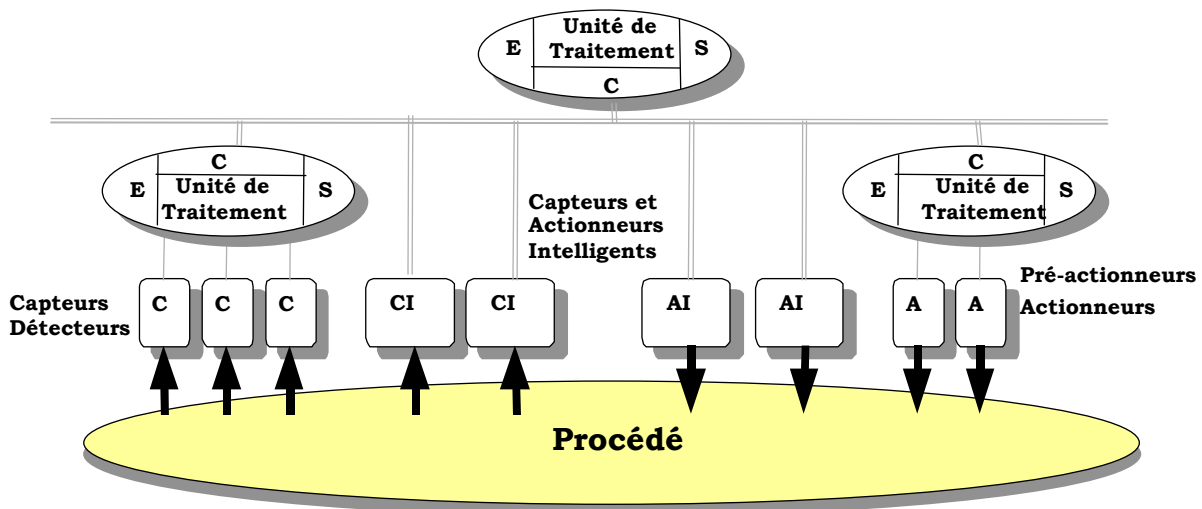 Unité de
E Traitement S
C
C
Unité de
E Traitement S
C
Unité de
E Traitement S
Capteurs et
Actionneurs
Intelligents
Capteurs
Détecteurs
C C C CI CI AI AI A A
Pré-actionneurs
Actionneurs
Procédé